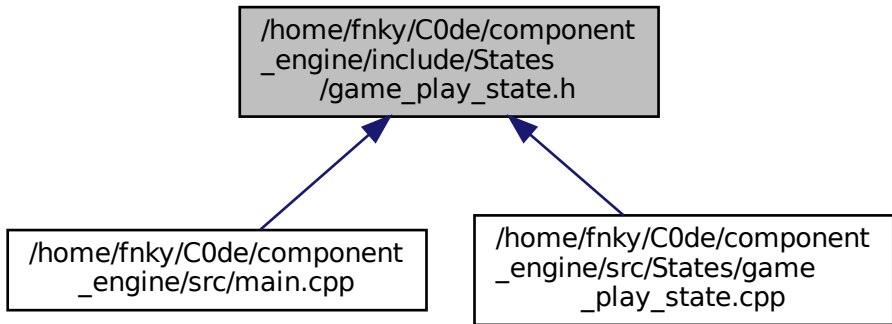 /home/fnky/C0de/component
_engine/include/States
/game_play_state.h
/home/fnky/C0de/component
_engine/src/main.cpp
/home/fnky/C0de/component
_engine/src/States/game
_play_state.cpp